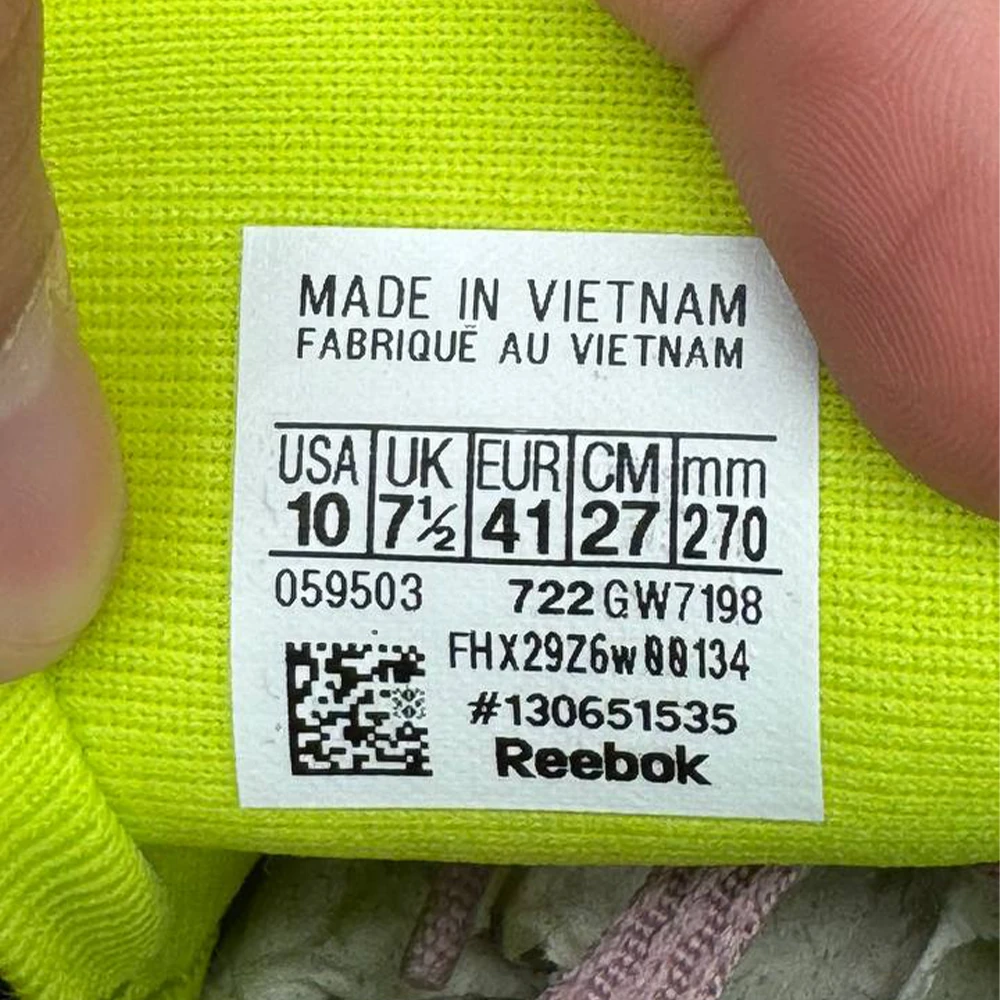 MADE IN VIETNAM
FABRIQUẼ AU VIETNAM
USA UK EUR CM mm
10 7½ 41 27 270
059503 722 GW7198
FHX29Z6w00134
#130651535
Reebok